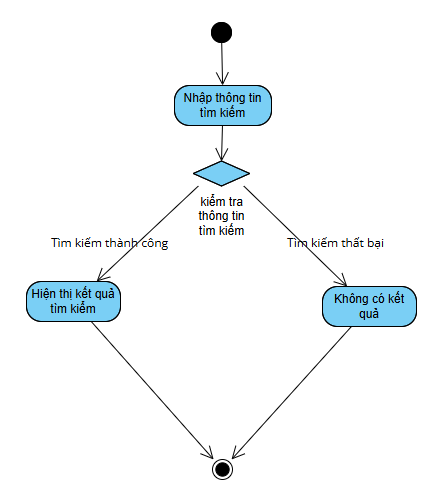 Nhập thông tin
tìm kiếm
kiểm tra
thông tin
tìm kiếm
Tìm kiếm thành công
Tìm kiếm thất bại
Hiện thị kết quả
tìm kiếm
Không có kết
quả